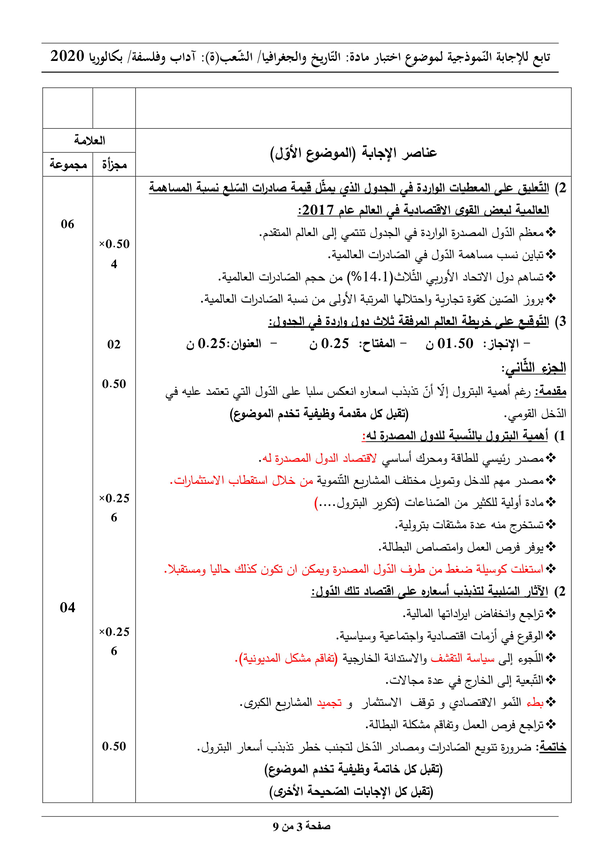 تابع للإجابة النّموذجية لموضوع اختبار مادة: التّاريخ والجغرافيا/ الشّعب(ة): آداب وفلسفة/ بكالوريا 2020
العلامة
عناصر الإجابة (الموضوع الأوّل)
مجزأة
مجموعة
2) التّعليق على المعطيات الواردة في الجدول الذي يمثّل قيمة صادرات السّلع نسبة المساهمة
العالمية لبعض القوى الاقتصادية في العالم عام 2017:
06
❖ معظم الدّول المصدرة الواردة في الجدول تنتمي إلى العالم المتقدم.
0.50×
4
❖ تباين نسب مساهمة الدّول في الصّادرات العالمية.
❖ تساهم دول الاتحاد الأوربي الثّلاث(14.1%) من حجم الصّادرات العالمية.
❖ بروز الصّين كقوة تجارية واحتلالها المرتبة الأولى من نسبة الصّادرات العالمية.
3) التّوقيع على خريطة العالم المرفقة ثلاث دول واردة في الجدول:
– الإنجاز: 01.50 ن – المفتاح: 0.25 ن – العنوان:0.25 ن
02
الجزء الثّاني:
مقدمة: رغم أهمية البترول إلّا أنّ تذبذب اسعاره انعكس سلبا على الدّول التي تعتمد عليه في
0.50
الدّخل القومي. (تقبل كل مقدمة وظيفية تخدم الموضوع)
1) أهمية البترول بالنّسبة للدول المصدرة له:
❖ مصدر رئيسي للطاقة ومحرك أساسي لاقتصاد الدول المصدرة له.
❖ مصدر مهم للدخل وتمويل مختلف المشاريع التّنموية من خلال استقطاب الاستثمارات.
❖ مادة أولية للكثير من الصّناعات (تكرير البترول....)
0.25×
6
❖ تستخرج منه عدة مشتقات بترولية.
❖ يوفر فرص العمل وامتصاص البطالة.
❖ استغلت كوسيلة ضغط من طرف الدّول المصدرة ويمكن ان تكون كذلك حاليا ومستقبلا.
2) الآثار السّلبية لتذبذب أسعاره على اقتصاد تلك الدّول:
04
❖ تراجع وانخفاض ايراداتها المالية.
❖ الوقوع في أزمات اقتصادية واجتماعية وسياسية.
0.25×
6
❖ اللّجوء إلى سياسة التقشف والاستدانة الخارجية (تفاقم مشكل المديونية).
❖ التّبعية إلى الخارج في عدة مجالات.
❖ بطء النّمو الاقتصادي و توقف الاستثمار و تجميد المشاريع الكبرى.
❖ تراجع فرص العمل وتفاقم مشكلة البطالة.
خاتمة: ضرورة تنويع الصّادرات ومصادر الدّخل لتجنب خطر تذبذب أسعار البترول.
0.50
(تقبل كل خاتمة وظيفية تخدم الموضوع)
(تقبل كل الإجابات الصّحيحة الأخرى)
صفحة 3 من 9